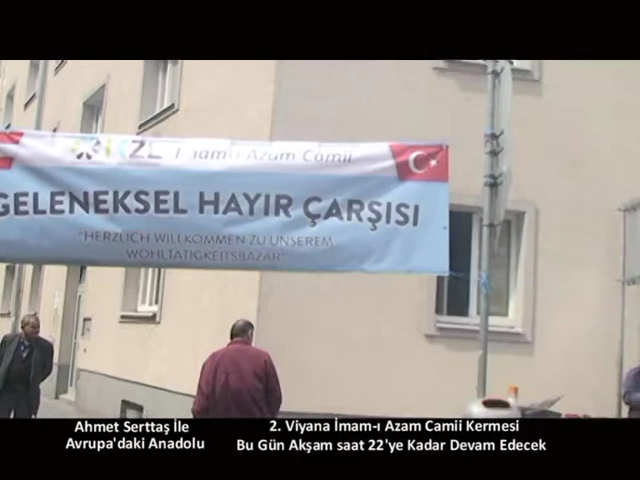 İmam-ı Azam Camii
GELENEKSEL HAYIR ÇARŞISI
"HERZLICH WILLKOMMEN ZU UNSEREM
WOHLTÄTIGKEITSBAZAR"
Ahmet Serttaş İle
Avrupa'daki Anadolu
2. Viyana İmam-ı Azam Camii Kermesi
Bu Gün Akşam saat 22'ye Kadar Devam Edecek